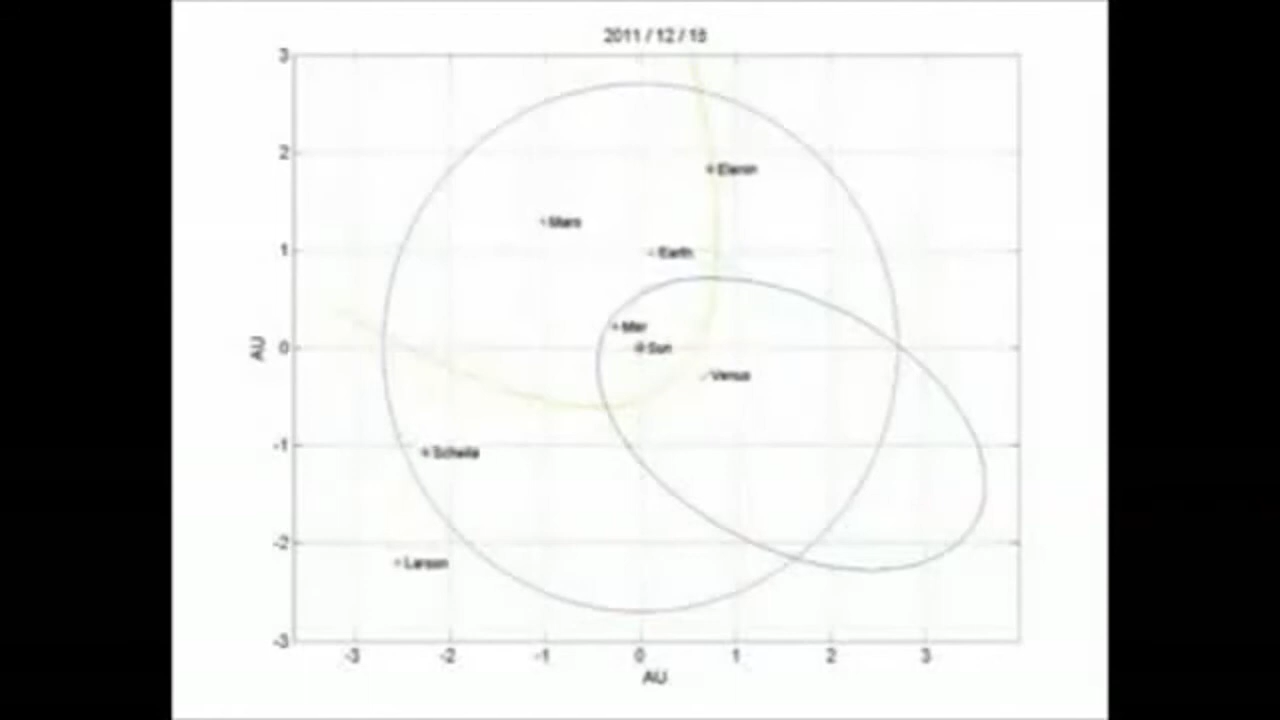 2011 / 12 / 18
3
2
Elenin
Mars
1
Earth
Mer
0
Sun
AU
Venus
-1
Scheila
-2
Larson
-3
-3 -2 -1 0 1 2 3
AU